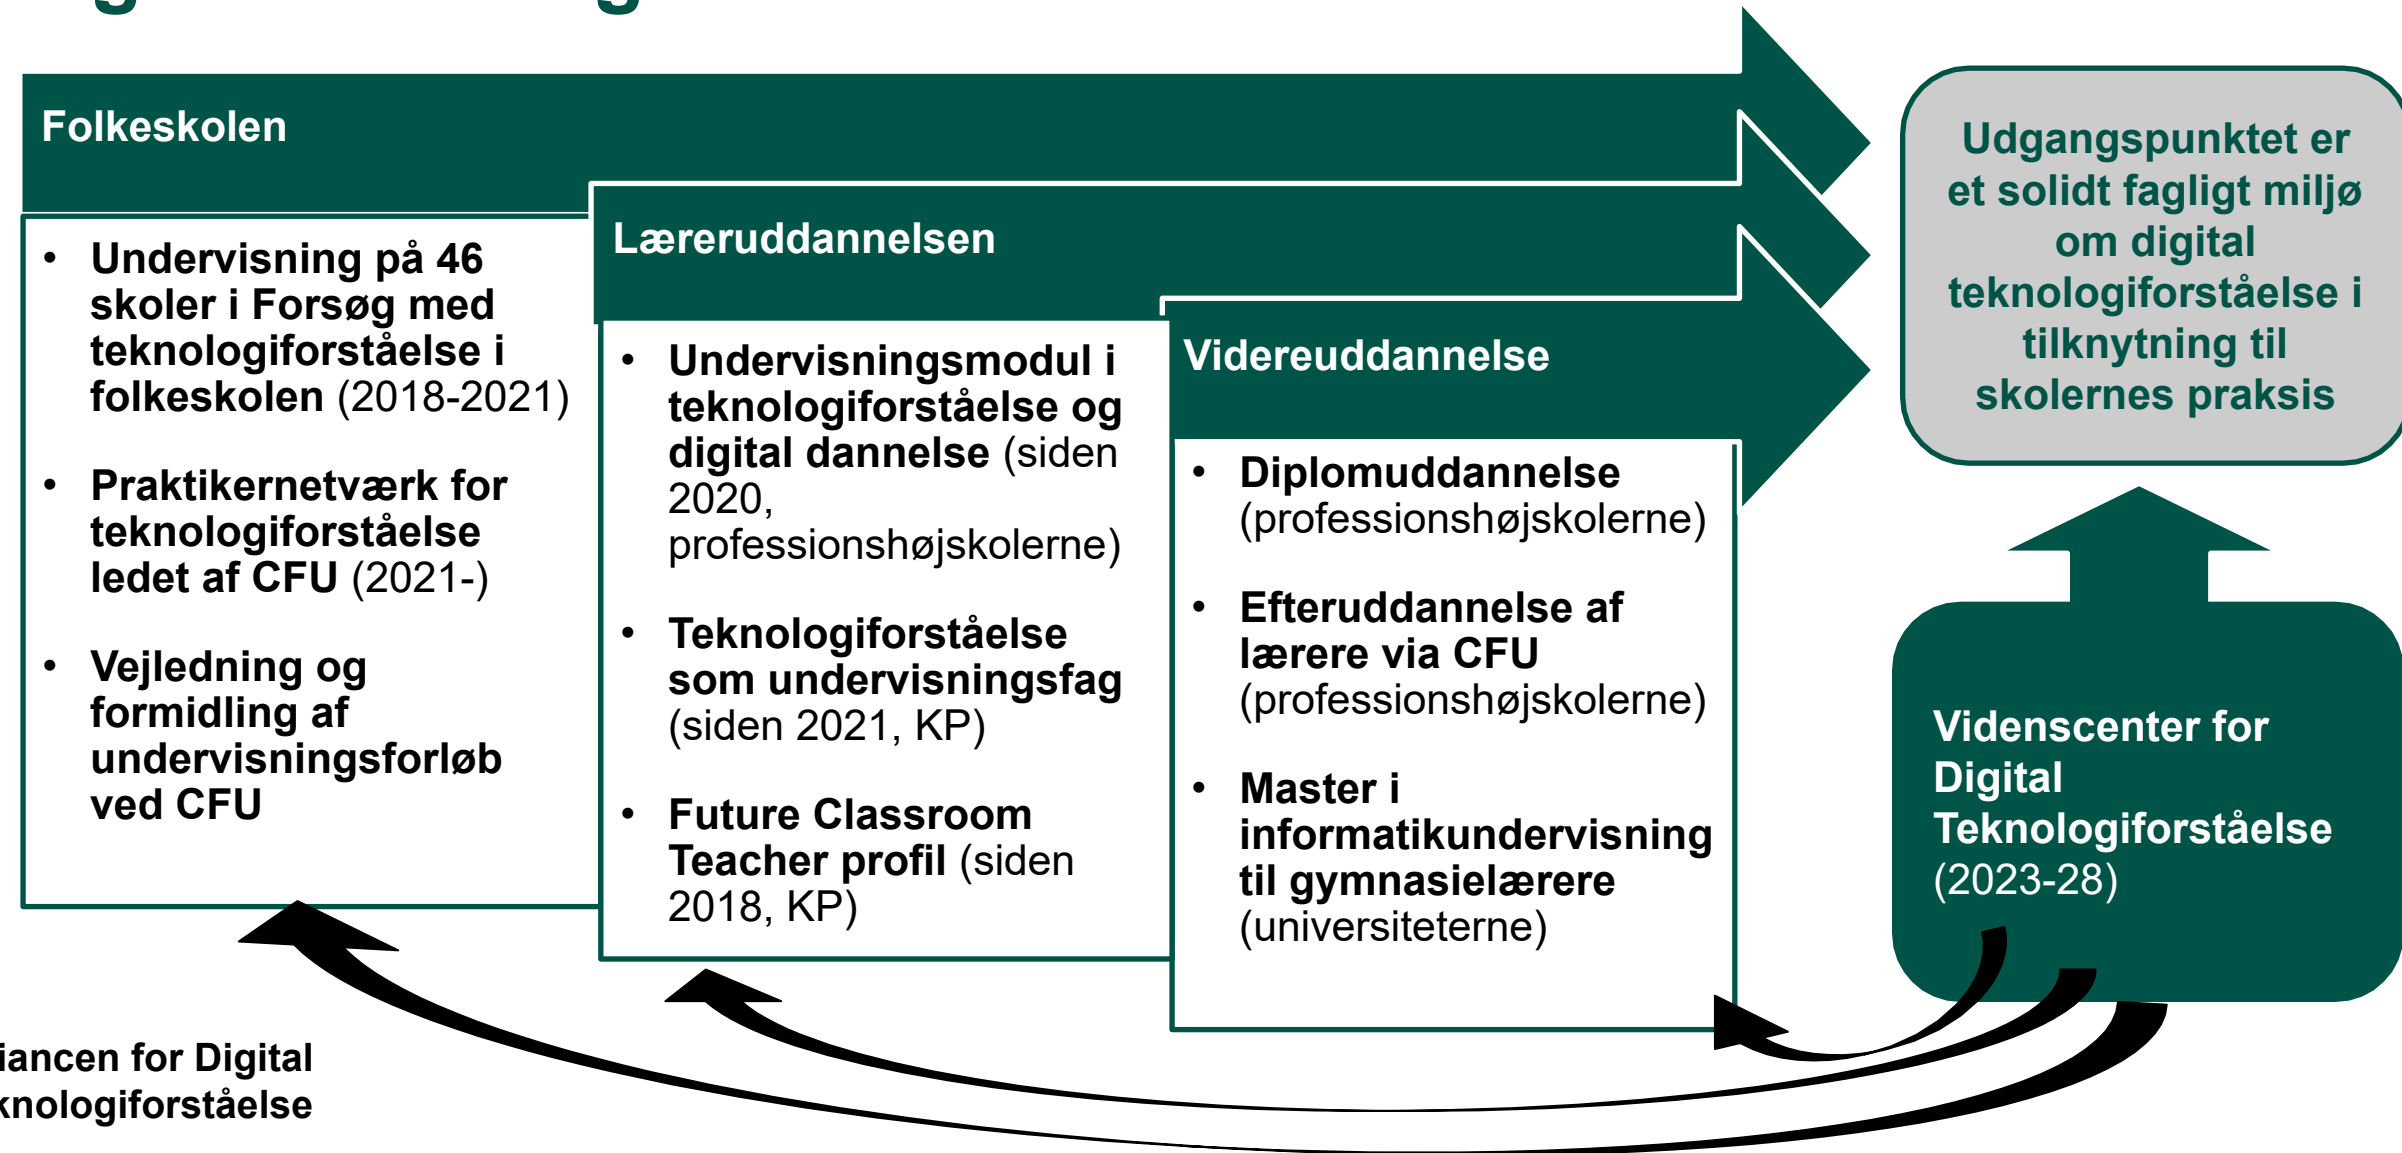 Folkeskolen
• Undervisning på 46
skoler i Forsøg med
teknologiforståelse i
folkeskolen (2018-2021)
• Praktikernetværk for
teknologiforståelse
ledet af CFU (2021-)
• Vejledning og
formidling af
undervisningsforløb
ved CFU
Læreruddannelsen
• Undervisningsmodul i
teknologiforståelse og
digital dannelse (siden
2020,
professionshøjskolerne)
• Teknologiforståelse
som undervisningsfag
(siden 2021, KP)
• Future Classroom
Teacher profil (siden
2018, KP)
Videreuddannelse
• Diplomuddannelse
(professionshøjskolerne)
• Efteruddannelse af
lærere via CFU
(professionshøjskolerne)
• Master i
informatikundervisning
til gymnasielærere
(universiteterne)
Udgangspunktet er
et solidt fagligt miljø
om digital
teknologiforståelse i
tilknytning til
skolernes praksis
Videnscenter for
Digital
Teknologiforståelse
(2023-28)
iancen for Digital
knologiforståelse